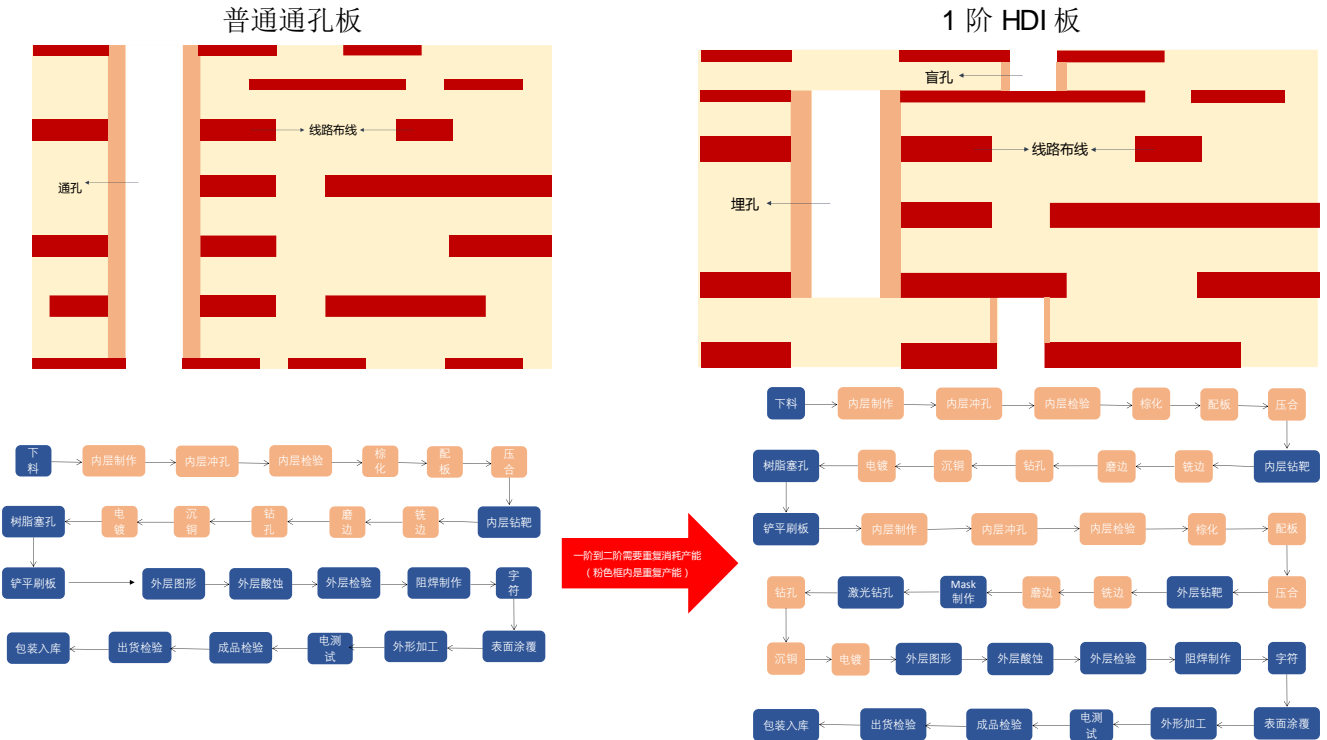 普通通孔板
线路布线
通孔
下
料
内层制作
内层冲孔
内层检验
棕
化
配
板
压
合
树脂塞孔
电
镀
沉
铜
钻
孔
磨
边
铣
边
内层钻靶
铲平刷板
外层图形
外层酸蚀
外层检验
阻焊制作
字
符
包装入库
出货检验
成品检验
电测
试
外形加工
表面涂覆
一阶到二阶需要重复消耗产能
(粉色框内是重复产能)
1 阶 HDI 板
盲孔
线路布线
埋孔
下料
内层制作
内层冲孔
内层检验
棕化
配板
压合
树脂塞孔
电镀
沉铜
钻孔
磨边
铣边
内层钻靶
铲平刷板
内层制作
内层冲孔
内层检验
棕化
配板
钻孔
激光钻孔
Mask
制作
磨边
铣边
外层钻靶
压合
沉铜
电镀
外层图形
外层酸蚀
外层检验
阻焊制作
字符
包装入库
出货检验
成品检验
电测
试
外形加工
表面涂覆